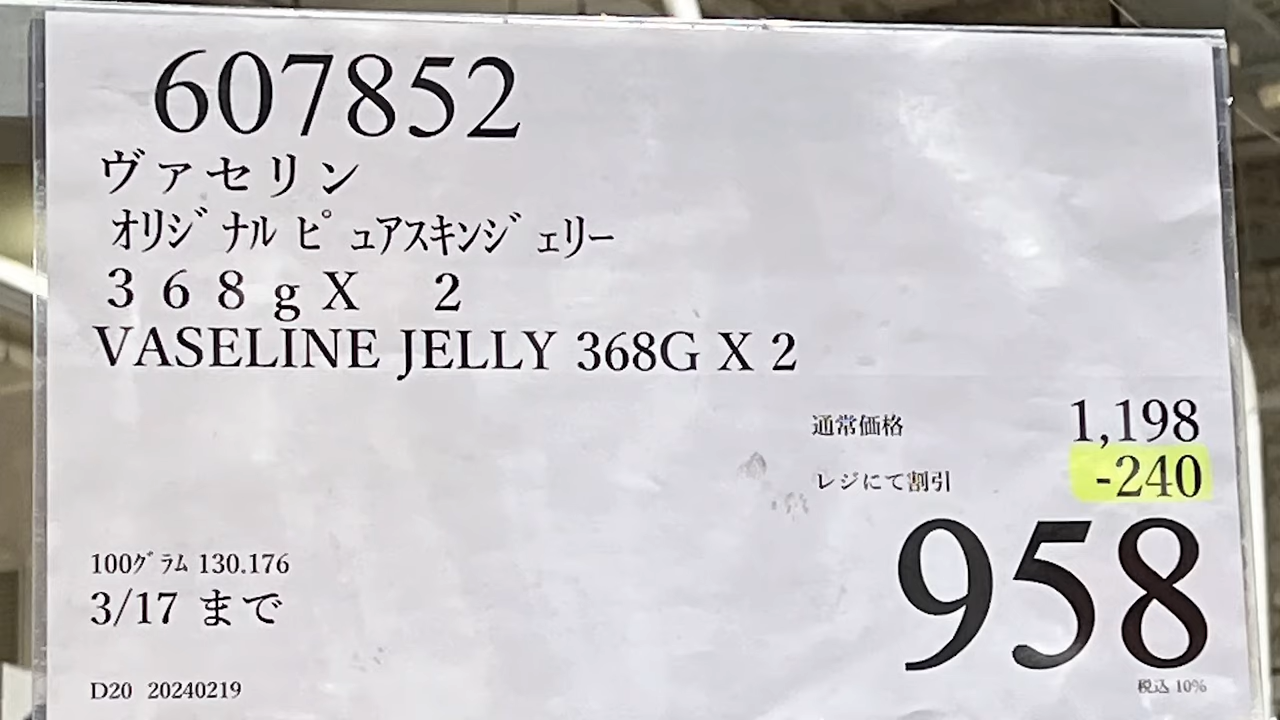 607852
ヴァセリン
ｵﾘｼﾞﾅﾙ ﾋﾟｭｱｽｷﾝｼﾞｪﾘｰ
３６８ｇＸ　２
VASELINE JELLY 368G X 2
通常価格 1,198
レジにて割引 -240
958
100ｸﾞﾗﾑ 130.176
3/17 まで
税込 10%
D20 20240219